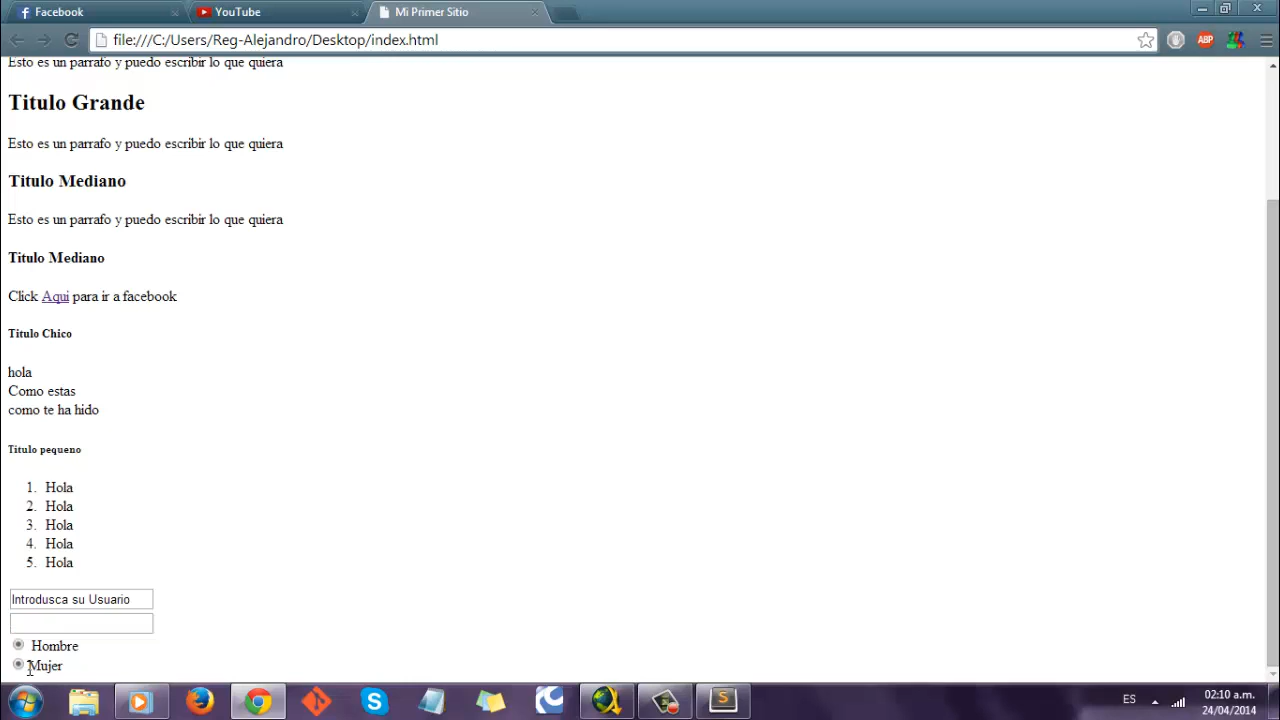 Facebook
YouTube
Mi Primer Sitio
file:///C:/Users/Reg-Alejandro/Desktop/index.html
ABP
Esto es un parrafo y puedo escribir lo que quiera
Titulo Grande
Esto es un parrafo y puedo escribir lo que quiera
Titulo Mediano
Esto es un parrafo y puedo escribir lo que quiera
Titulo Mediano
Click Aqui para ir a facebook
Titulo Chico
hola
Como estas
como te ha hido
Titulo pequeno
1. Hola
2. Hola
3. Hola
4. Hola
5. Hola
Introdusca su Usuario
Hombre
Mujer
ES
02:10 a.m.
24/04/2014